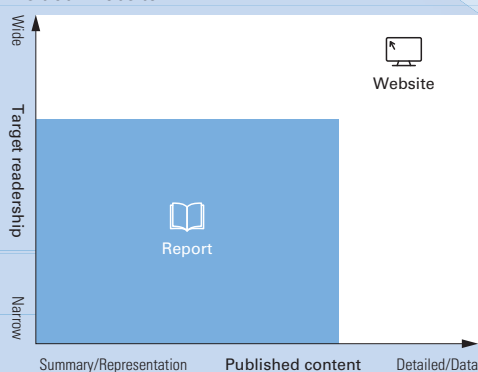 Wide
Website
Target readership
Report
Narrow
Summary/Representation
Published content
Detailed/Data